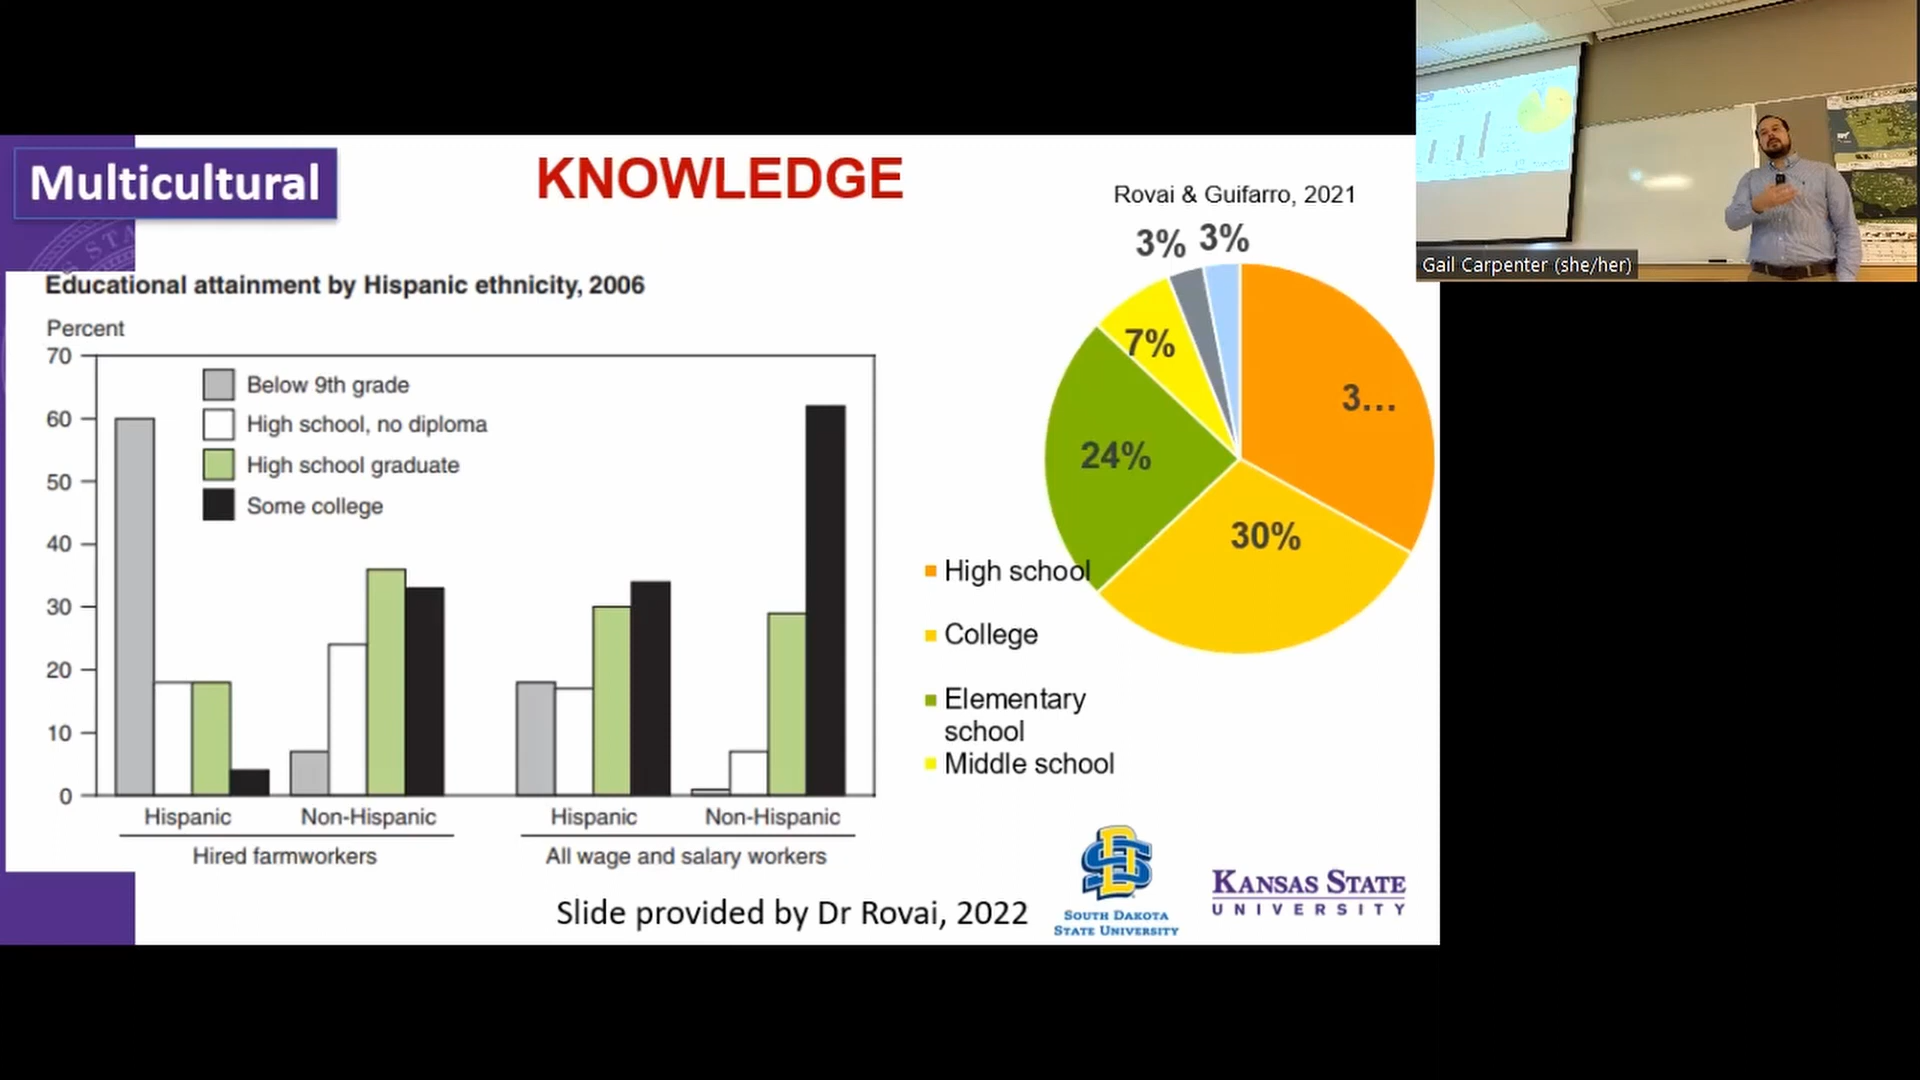 Multicultural
KNOWLEDGE
Rovai & Guifarro, 2021
Educational attainment by Hispanic ethnicity, 2006
Percent
70
60
50
40
30
20
10
0
Below 9th grade
High school, no diploma
High school graduate
Some college
Hispanic
Non-Hispanic
Hispanic
Non-Hispanic
Hired farmworkers
All wage and salary workers
3%
3%
7%
3...
24%
30%
High school
College
Elementary
school
Middle school
Slide provided by Dr Rovai, 2022
SOUTH DAKOTA
STATE UNIVERSITY
KANSAS STATE
UNIVERSITY
Gail Carpenter (she/her)